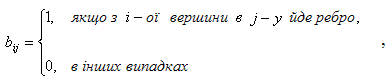 1, якщо з i – ої вершини в j – у йде ребро,
b_ij =
0, в інших випадках ,